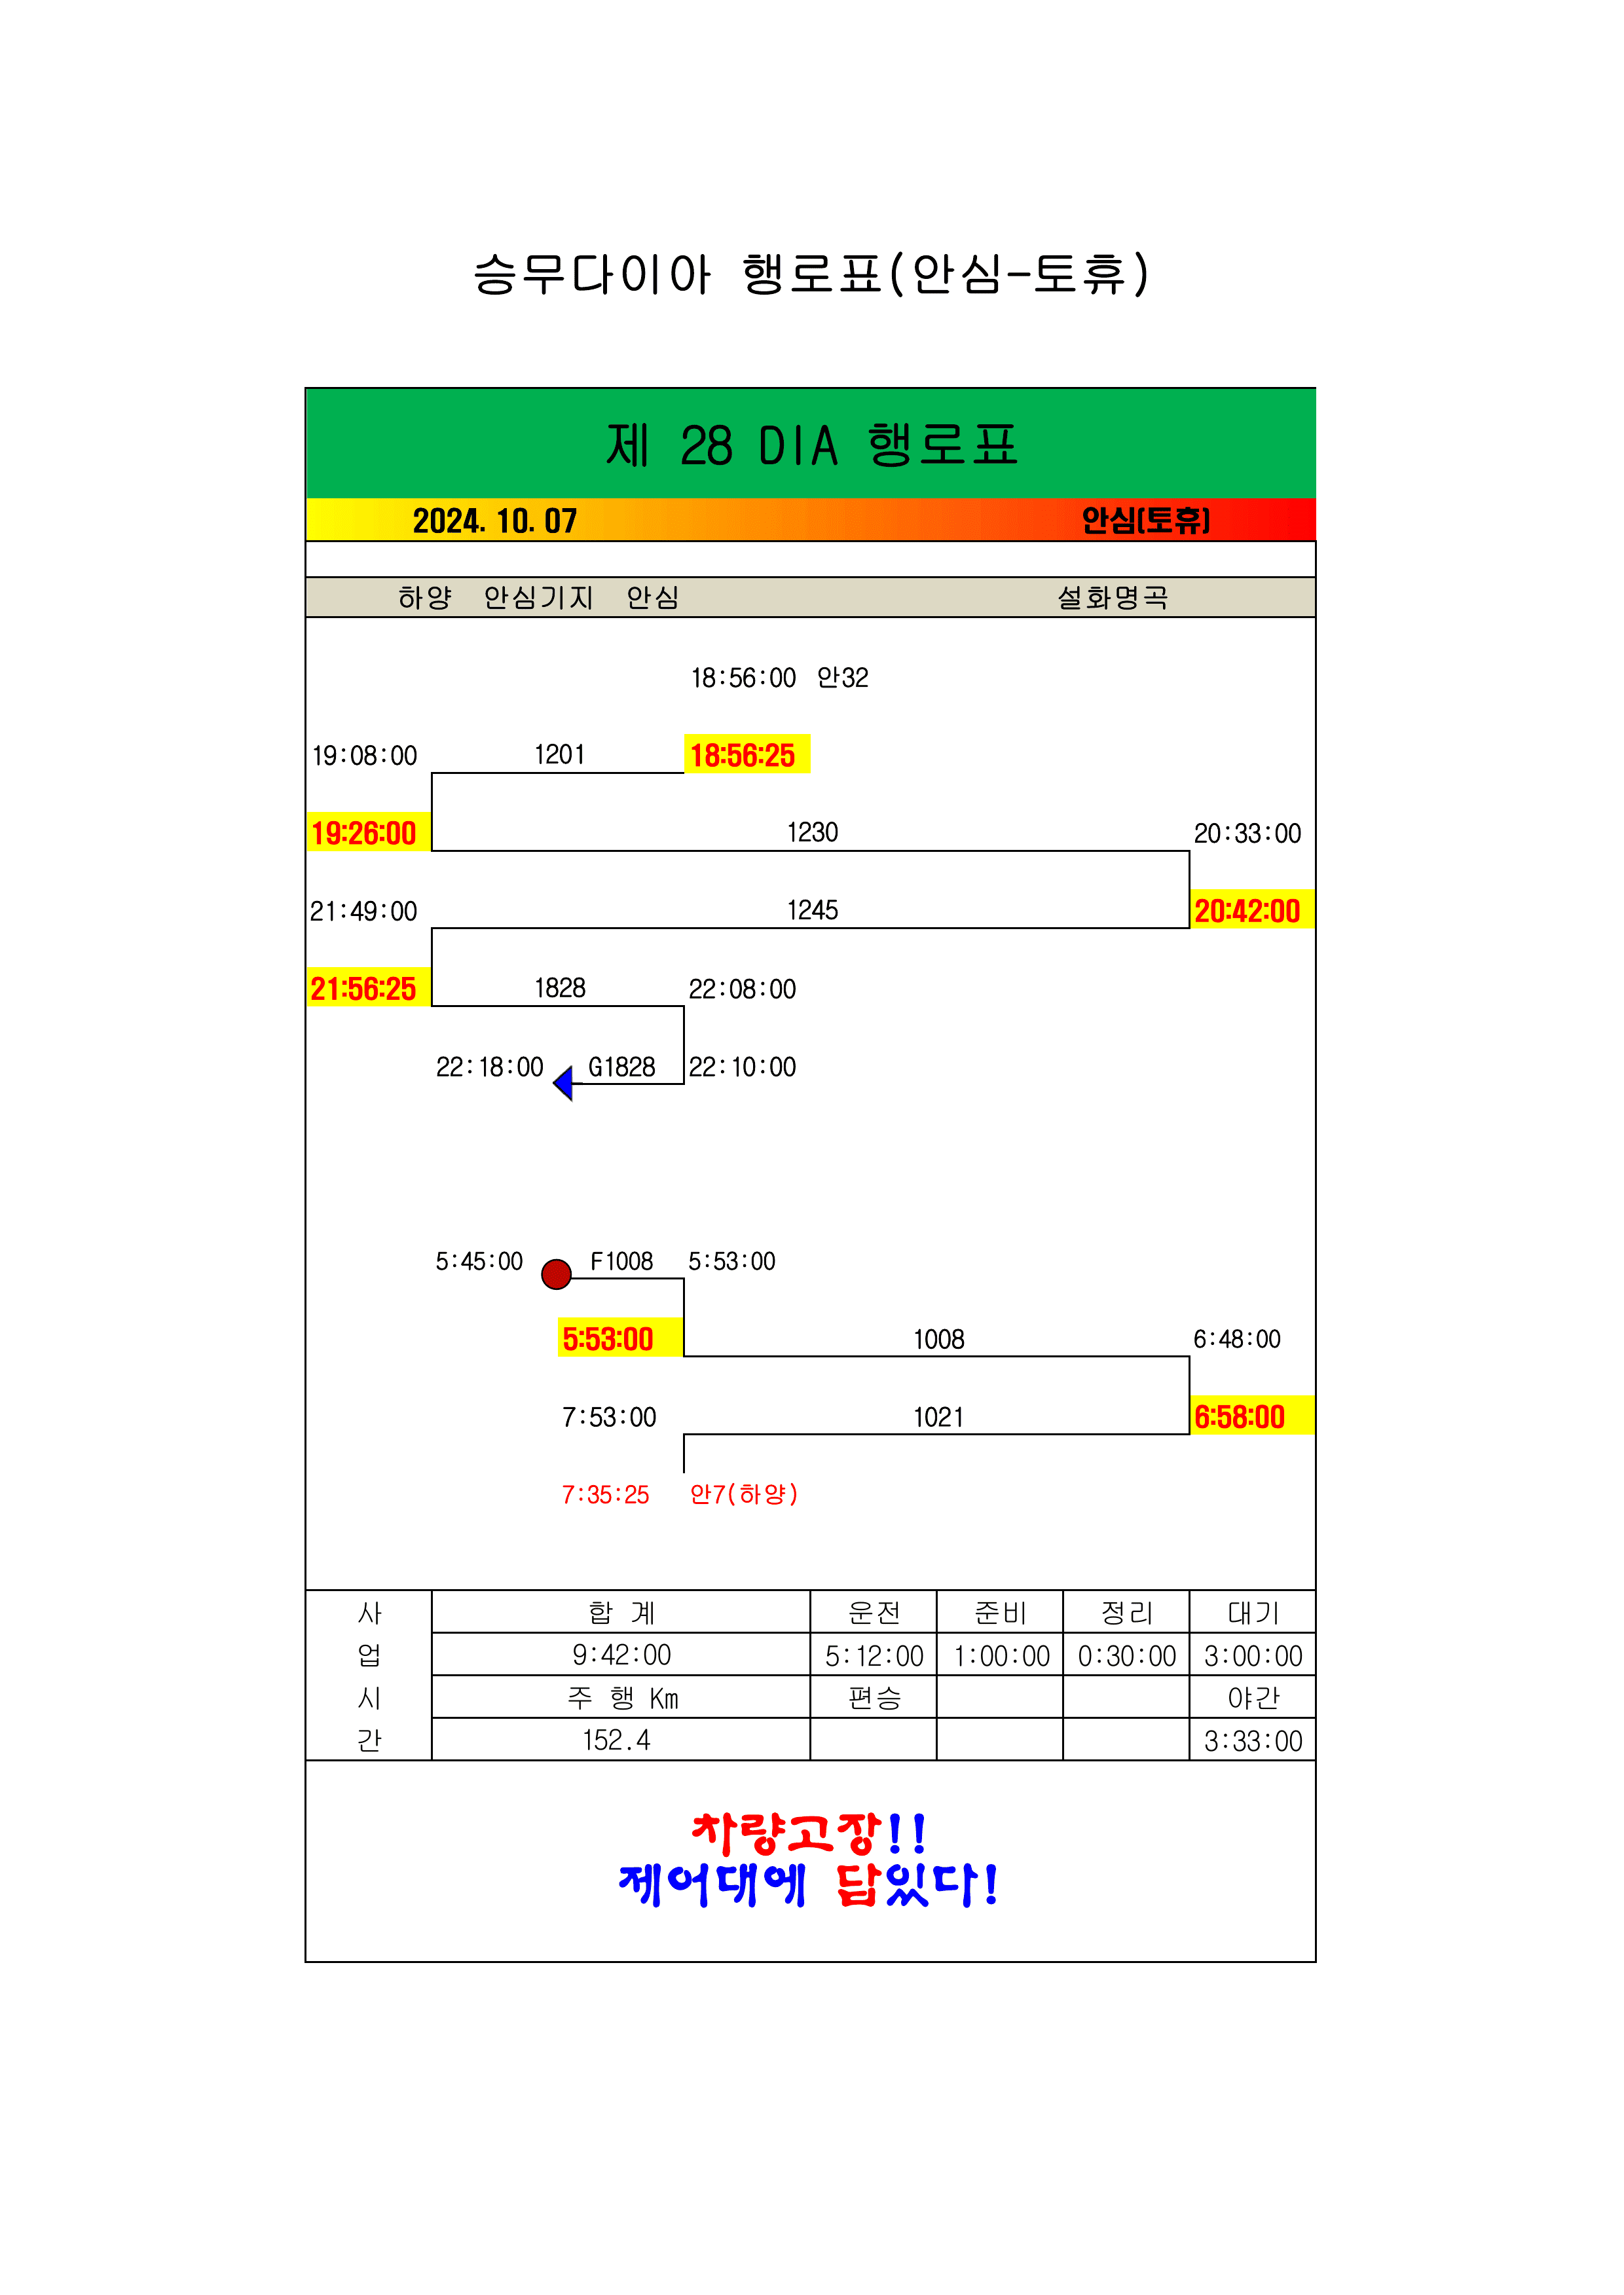 승무다이아 행로표(안심-토휴)
제 28 DIA 행로표
2024. 10. 07 안심(토휴)
하양 안심기지 안심 설화명곡
18:56:00 안32
19:08:00 1201 18:56:25
19:26:00 1230 20:33:00
21:49:00 1245 20:42:00
21:56:25 1828 22:08:00
22:18:00 G1828 22:10:00
5:45:00 F1008 5:53:00
5:53:00 1008 6:48:00
7:53:00 1021 6:58:00
7:35:25 안7(하양)
사 합 계 운전 준비 정리 대기
업 9:42:00 5:12:00 1:00:00 0:30:00 3:00:00
시 주 행 Km 편승 야간
간 152.4 3:33:00
차량고장!!
제어대에 답있다!